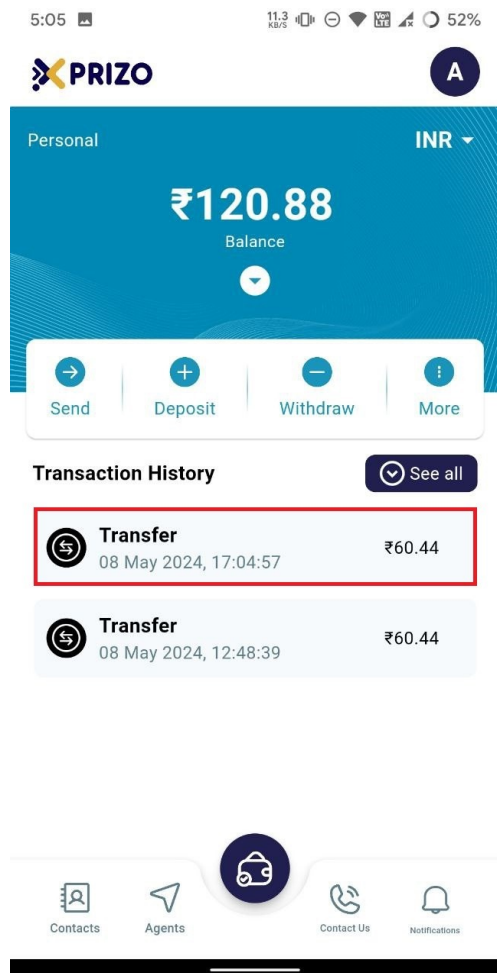 5:05 11.3 KB/S Vo) LTE 52%
PRIZO A
Personal INR
₹120.88
Balance
Send Deposit Withdraw More
Transaction History See all
Transfer
08 May 2024, 17:04:57 ₹60.44
Transfer
08 May 2024, 12:48:39 ₹60.44
Contacts Agents Contact Us Notifications